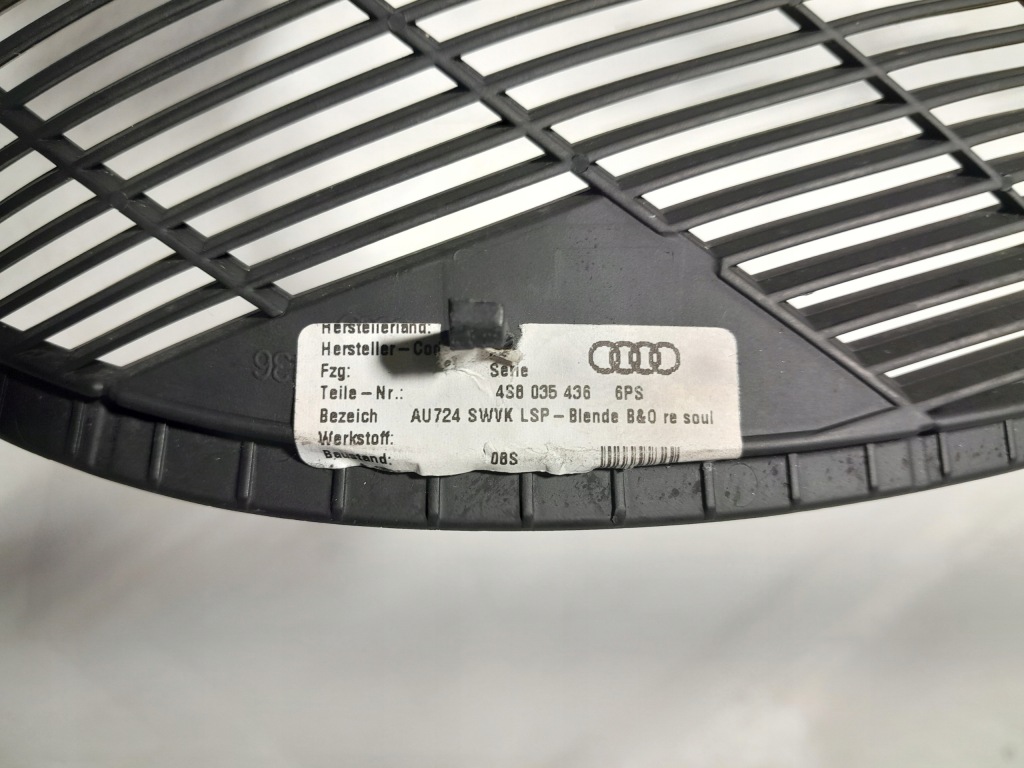 Herstellerland:
Hersteller-Co
Fzg: Serie
Teile-Nr.: 4S8 035 436 6PS
Bezeich AU724 SWVK LSP-Blende B&O re soul
Werkstoff:
Baustand: 08S
36